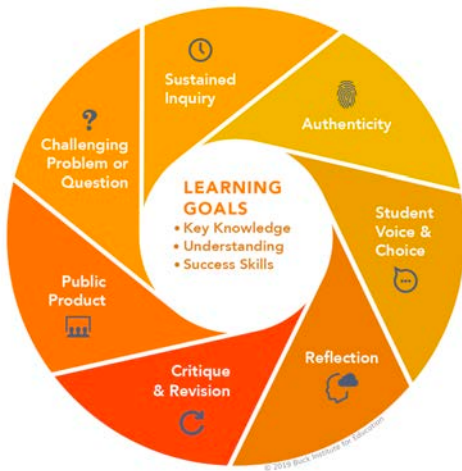 Sustained
Inquiry
Authenticity
Student
Voice &
Choice
Reflection
Critique
& Revision
Public
Product
?
Challenging
Problem or
Question
LEARNING
GOALS
• Key Knowledge
• Understanding
• Success Skills
© 2019 Buck Institute for Education